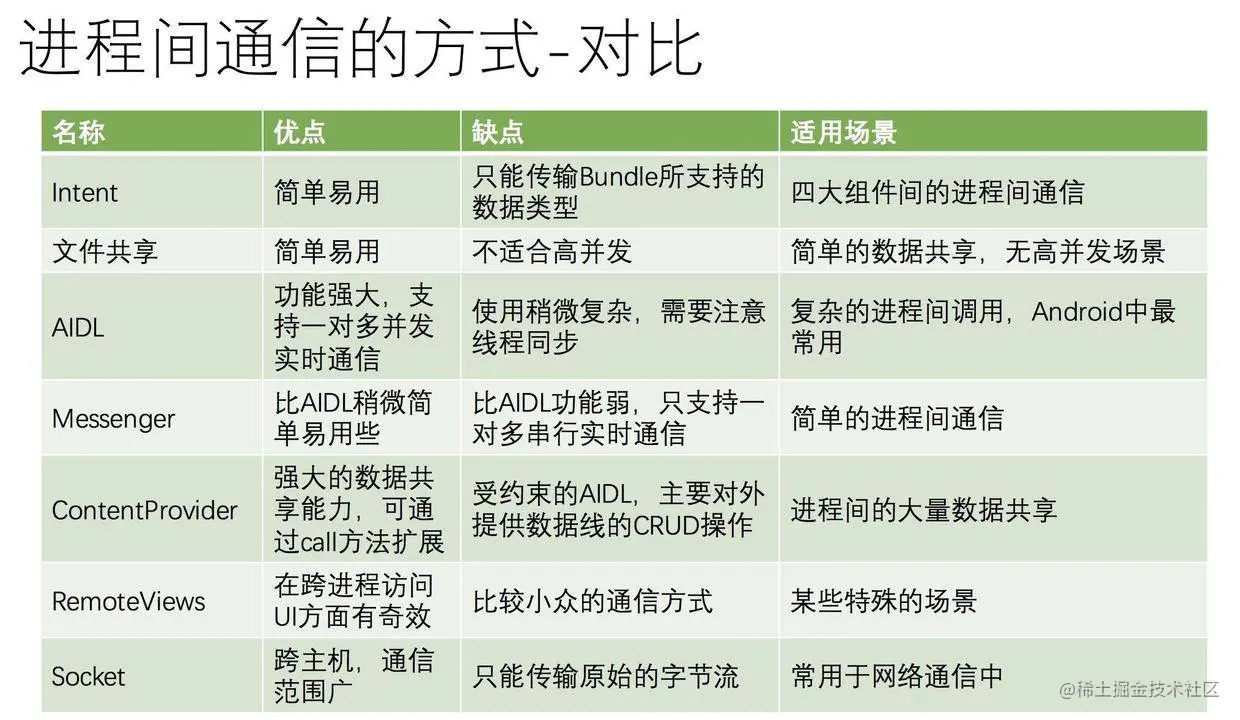 进程间通信的方式-对比
名称 优点 缺点 适用场景
Intent
简单易用
只能传输Bundle所支持的
数据类型
四大组件间的进程间通信
文件共享
简单易用
不适合高并发
简单的数据共享，无高并发场景
AIDL
功能强大，支
持一对多并发
实时通信
使用稍微复杂，需要注意
线程同步
复杂的进程间调用，Android中最
常用
Messenger
比AIDL稍微简
单易用些
比AIDL功能弱，只支持一
对多串行实时通信
简单的进程间通信
ContentProvider
强大的数据共
享能力，可通
过call方法扩展
受约束的AIDL，主要对外
提供数据线的CRUD操作
进程间的大量数据共享
RemoteViews
在跨进程访问
UI方面有奇效
比较小众的通信方式
某些特殊的场景
Socket
跨主机，通信
范围广
只能传输原始的字节流
常用于网络通信中
@稀土掘金技术社区